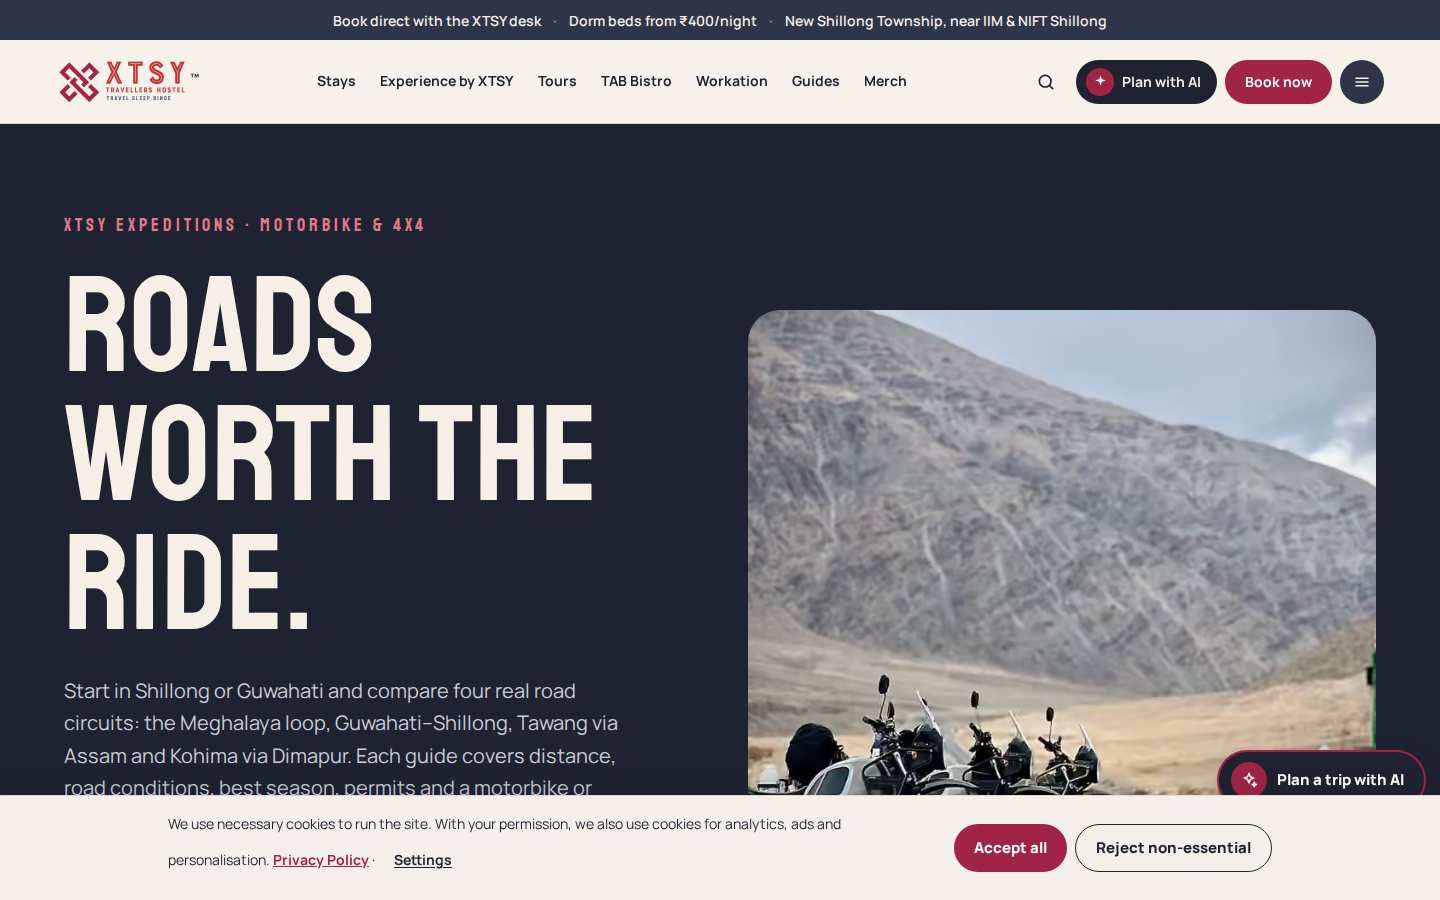 Book direct with the XTSY desk · Dorm beds from ₹400/night · New Shillong Township, near IIM & NIFT Shillong
XTSY ™
TRAVELLERS HOSTEL
TRAVEL.SLEEP.BINGE
Stays Experience by XTSY Tours TAB Bistro Workation Guides Merch
Plan with AI
Book now
XTSY EXPEDITIONS · MOTORBIKE & 4X4
ROADS
WORTH THE
RIDE.
Start in Shillong or Guwahati and compare four real road
circuits: the Meghalaya loop, Guwahati–Shillong, Tawang via
Assam and Kohima via Dimapur. Each guide covers distance,
road conditions, best season, permits and a motorbike or
Plan a trip with AI
We use necessary cookies to run the site. With your permission, we also use cookies for analytics, ads and
personalisation. Privacy Policy · Settings
Accept all
Reject non-essential